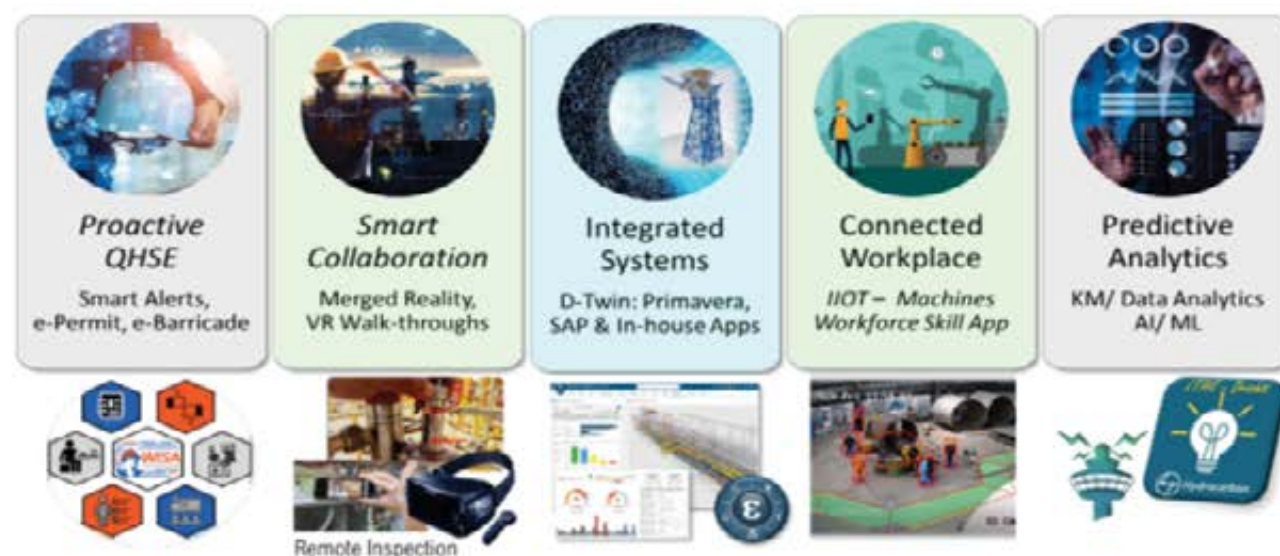 Proactive
QHSE
Smart Alerts,
e-Permit, e-Barricade
Smart
Collaboration
Merged Reality,
VR Walk-throughs
Integrated
Systems
D-Twin: Primavera,
SAP & In-house Apps
Connected
Workplace
IIOT – Machines
Workforce Skill App
Predictive
Analytics
KM/ Data Analytics
AI/ ML
Remote Inspection
Hydrocarbon